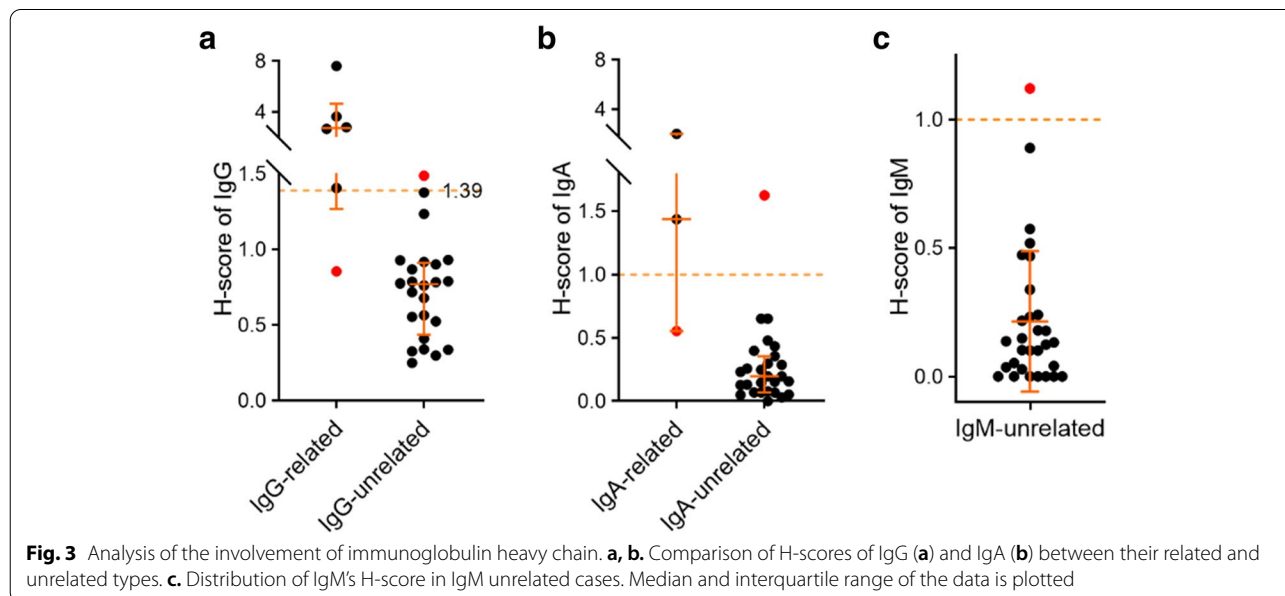 a
8
4
1.5
1.0
0.5
0.0
H-score of IgG
1.39
IgG-related
IgG-unrelated
b
8
4
1.5
1.0
0.5
0.0
H-score of IgA
IgA-related
IgA-unrelated
c
1.0
0.5
0.0
H-score of IgM
IgM-unrelated
Fig. 3 Analysis of the involvement of immunoglobulin heavy chain. a, b. Comparison of H-scores of IgG (a) and IgA (b) between their related and
unrelated types. c. Distribution of IgM's H-score in IgM unrelated cases. Median and interquartile range of the data is plotted